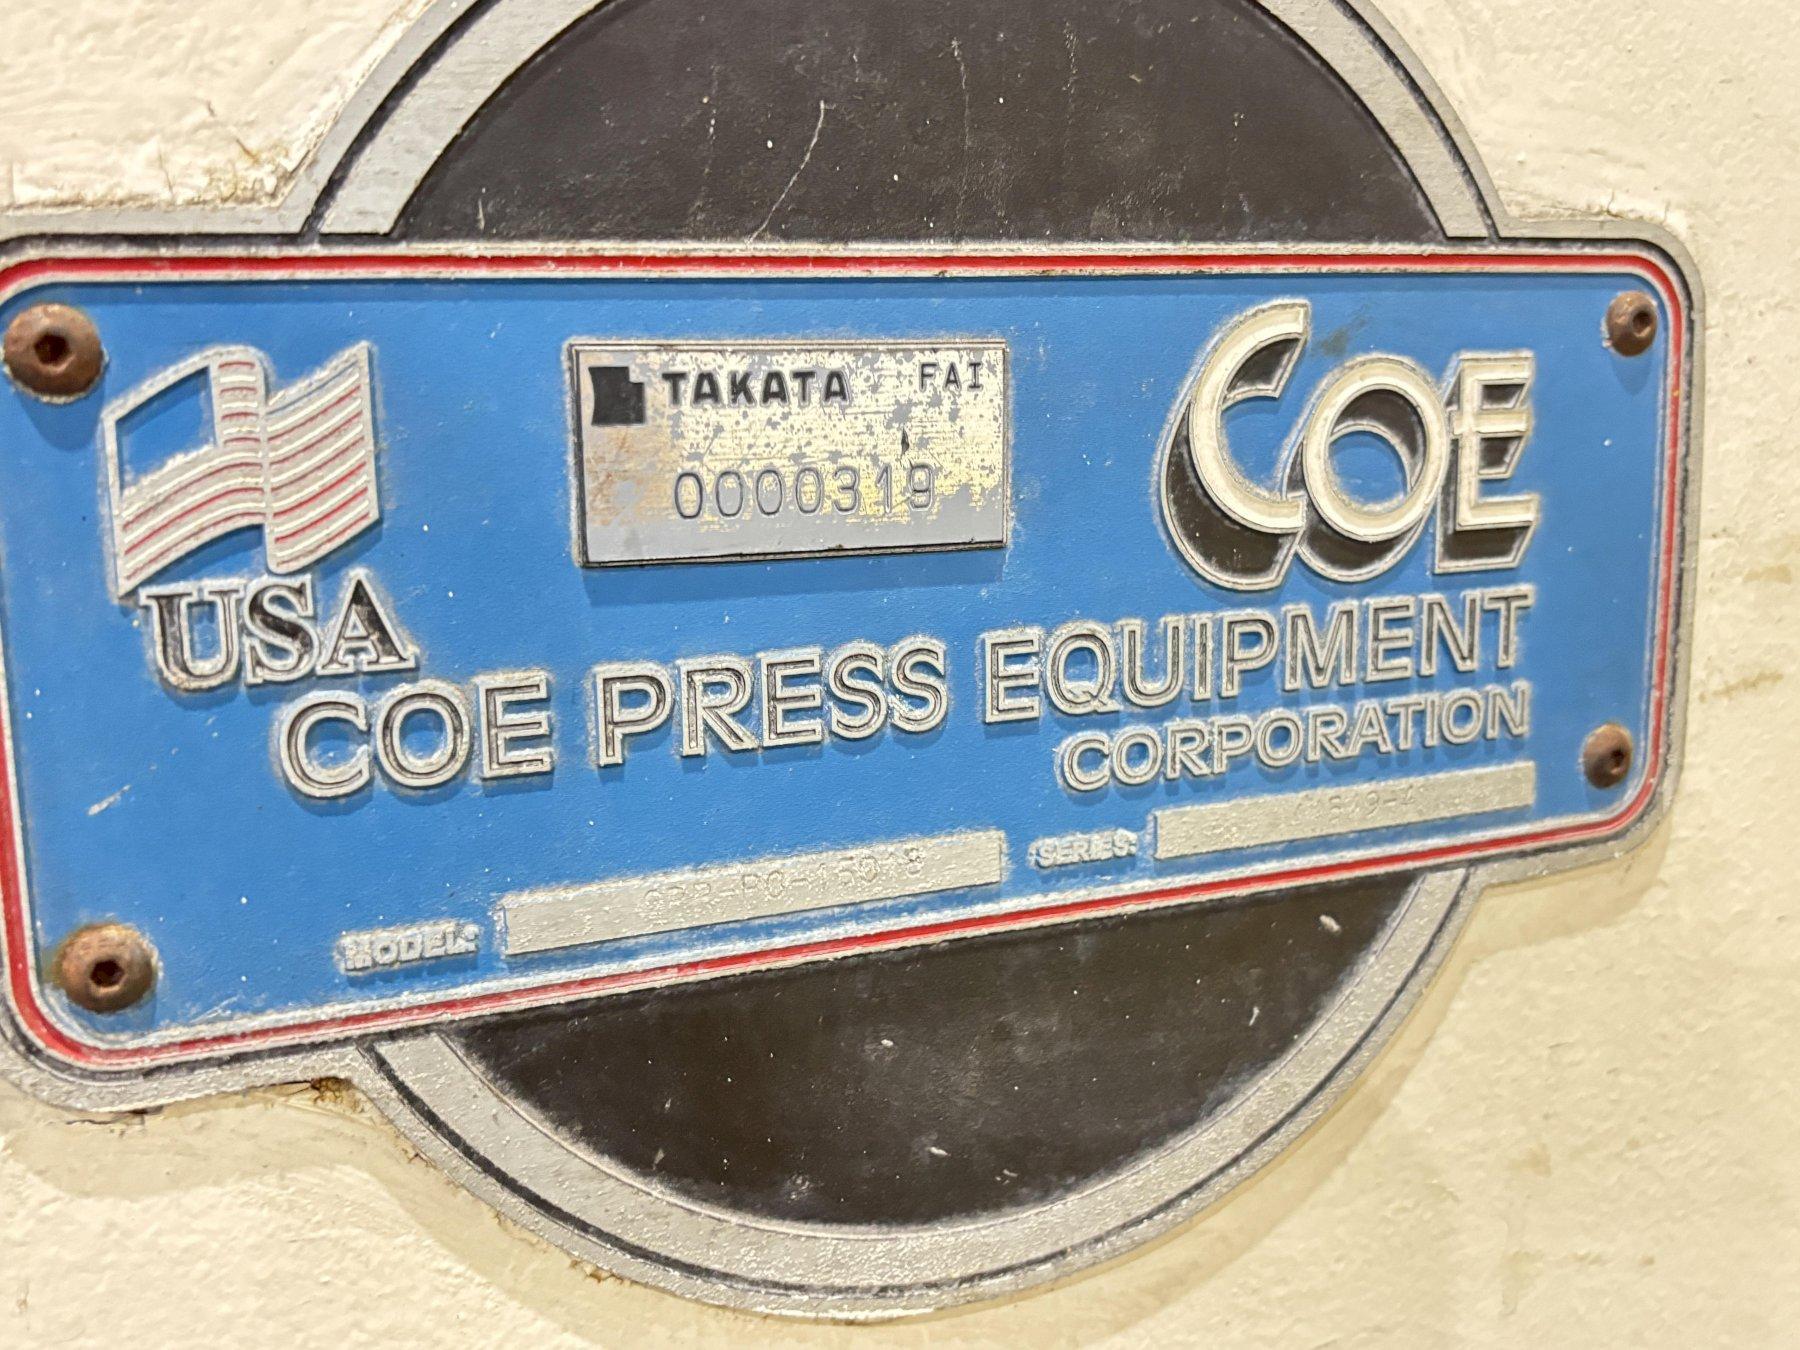 TAKATA FAI
0000319
COE
USA
COE PRESS EQUIPMENT
CORPORATION
SERIES:
MODEL: